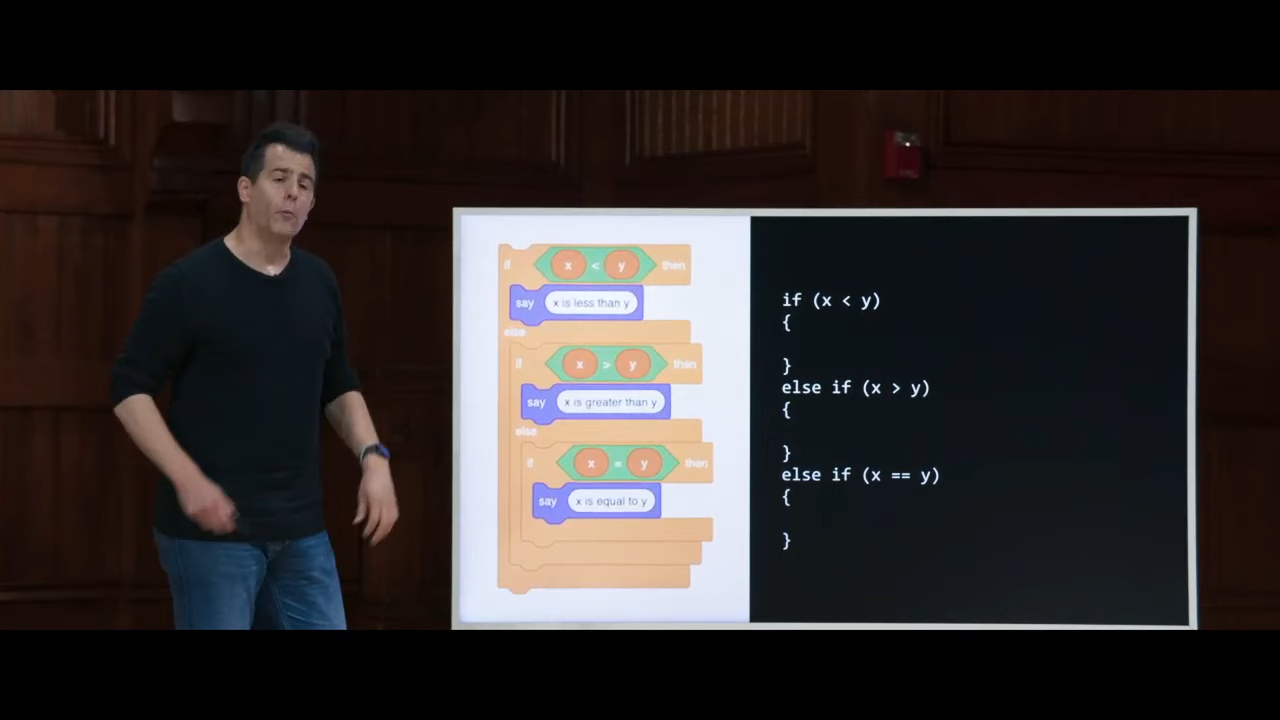 if x < y then
say x is less than y
else
if x > y then
say x is greater than y
else
if x = y then
say x is equal to y
if (x < y)
{
}
else if (x > y)
{
}
else if (x == y)
{
}